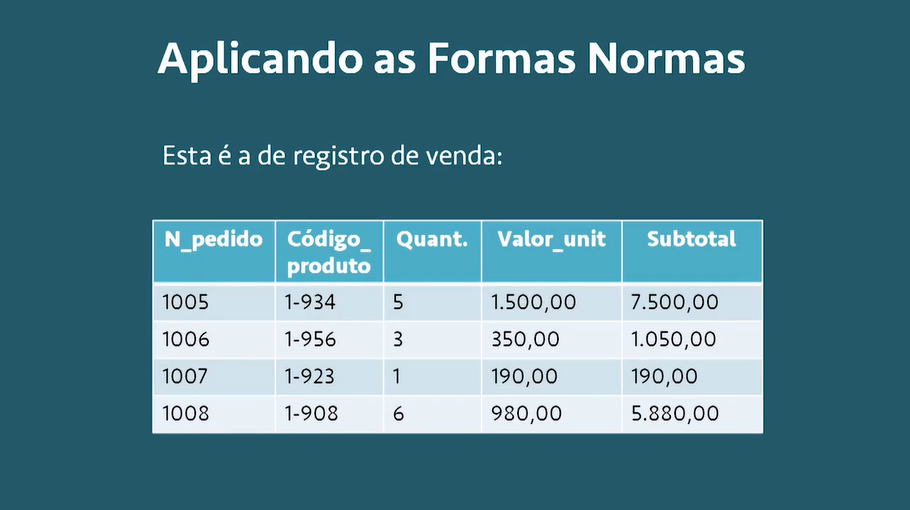 Aplicando as Formas Normas
Esta é a de registro de venda:
N_pedido Código_ Quant. Valor_unit Subtotal
produto
1005 1-934 5 1.500,00 7.500,00
1006 1-956 3 350,00 1.050,00
1007 1-923 1 190,00 190,00
1008 1-908 6 980,00 5.880,00